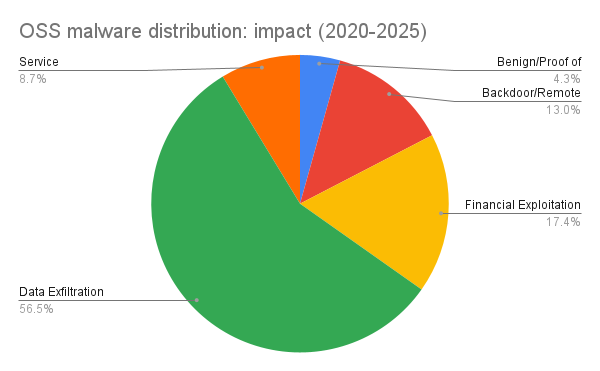 OSS malware distribution: impact (2020-2025)
Service
8.7%
Benign/Proof of
4.3%
Backdoor/Remote
13.0%
Financial Exploitation
17.4%
Data Exfiltration
56.5%